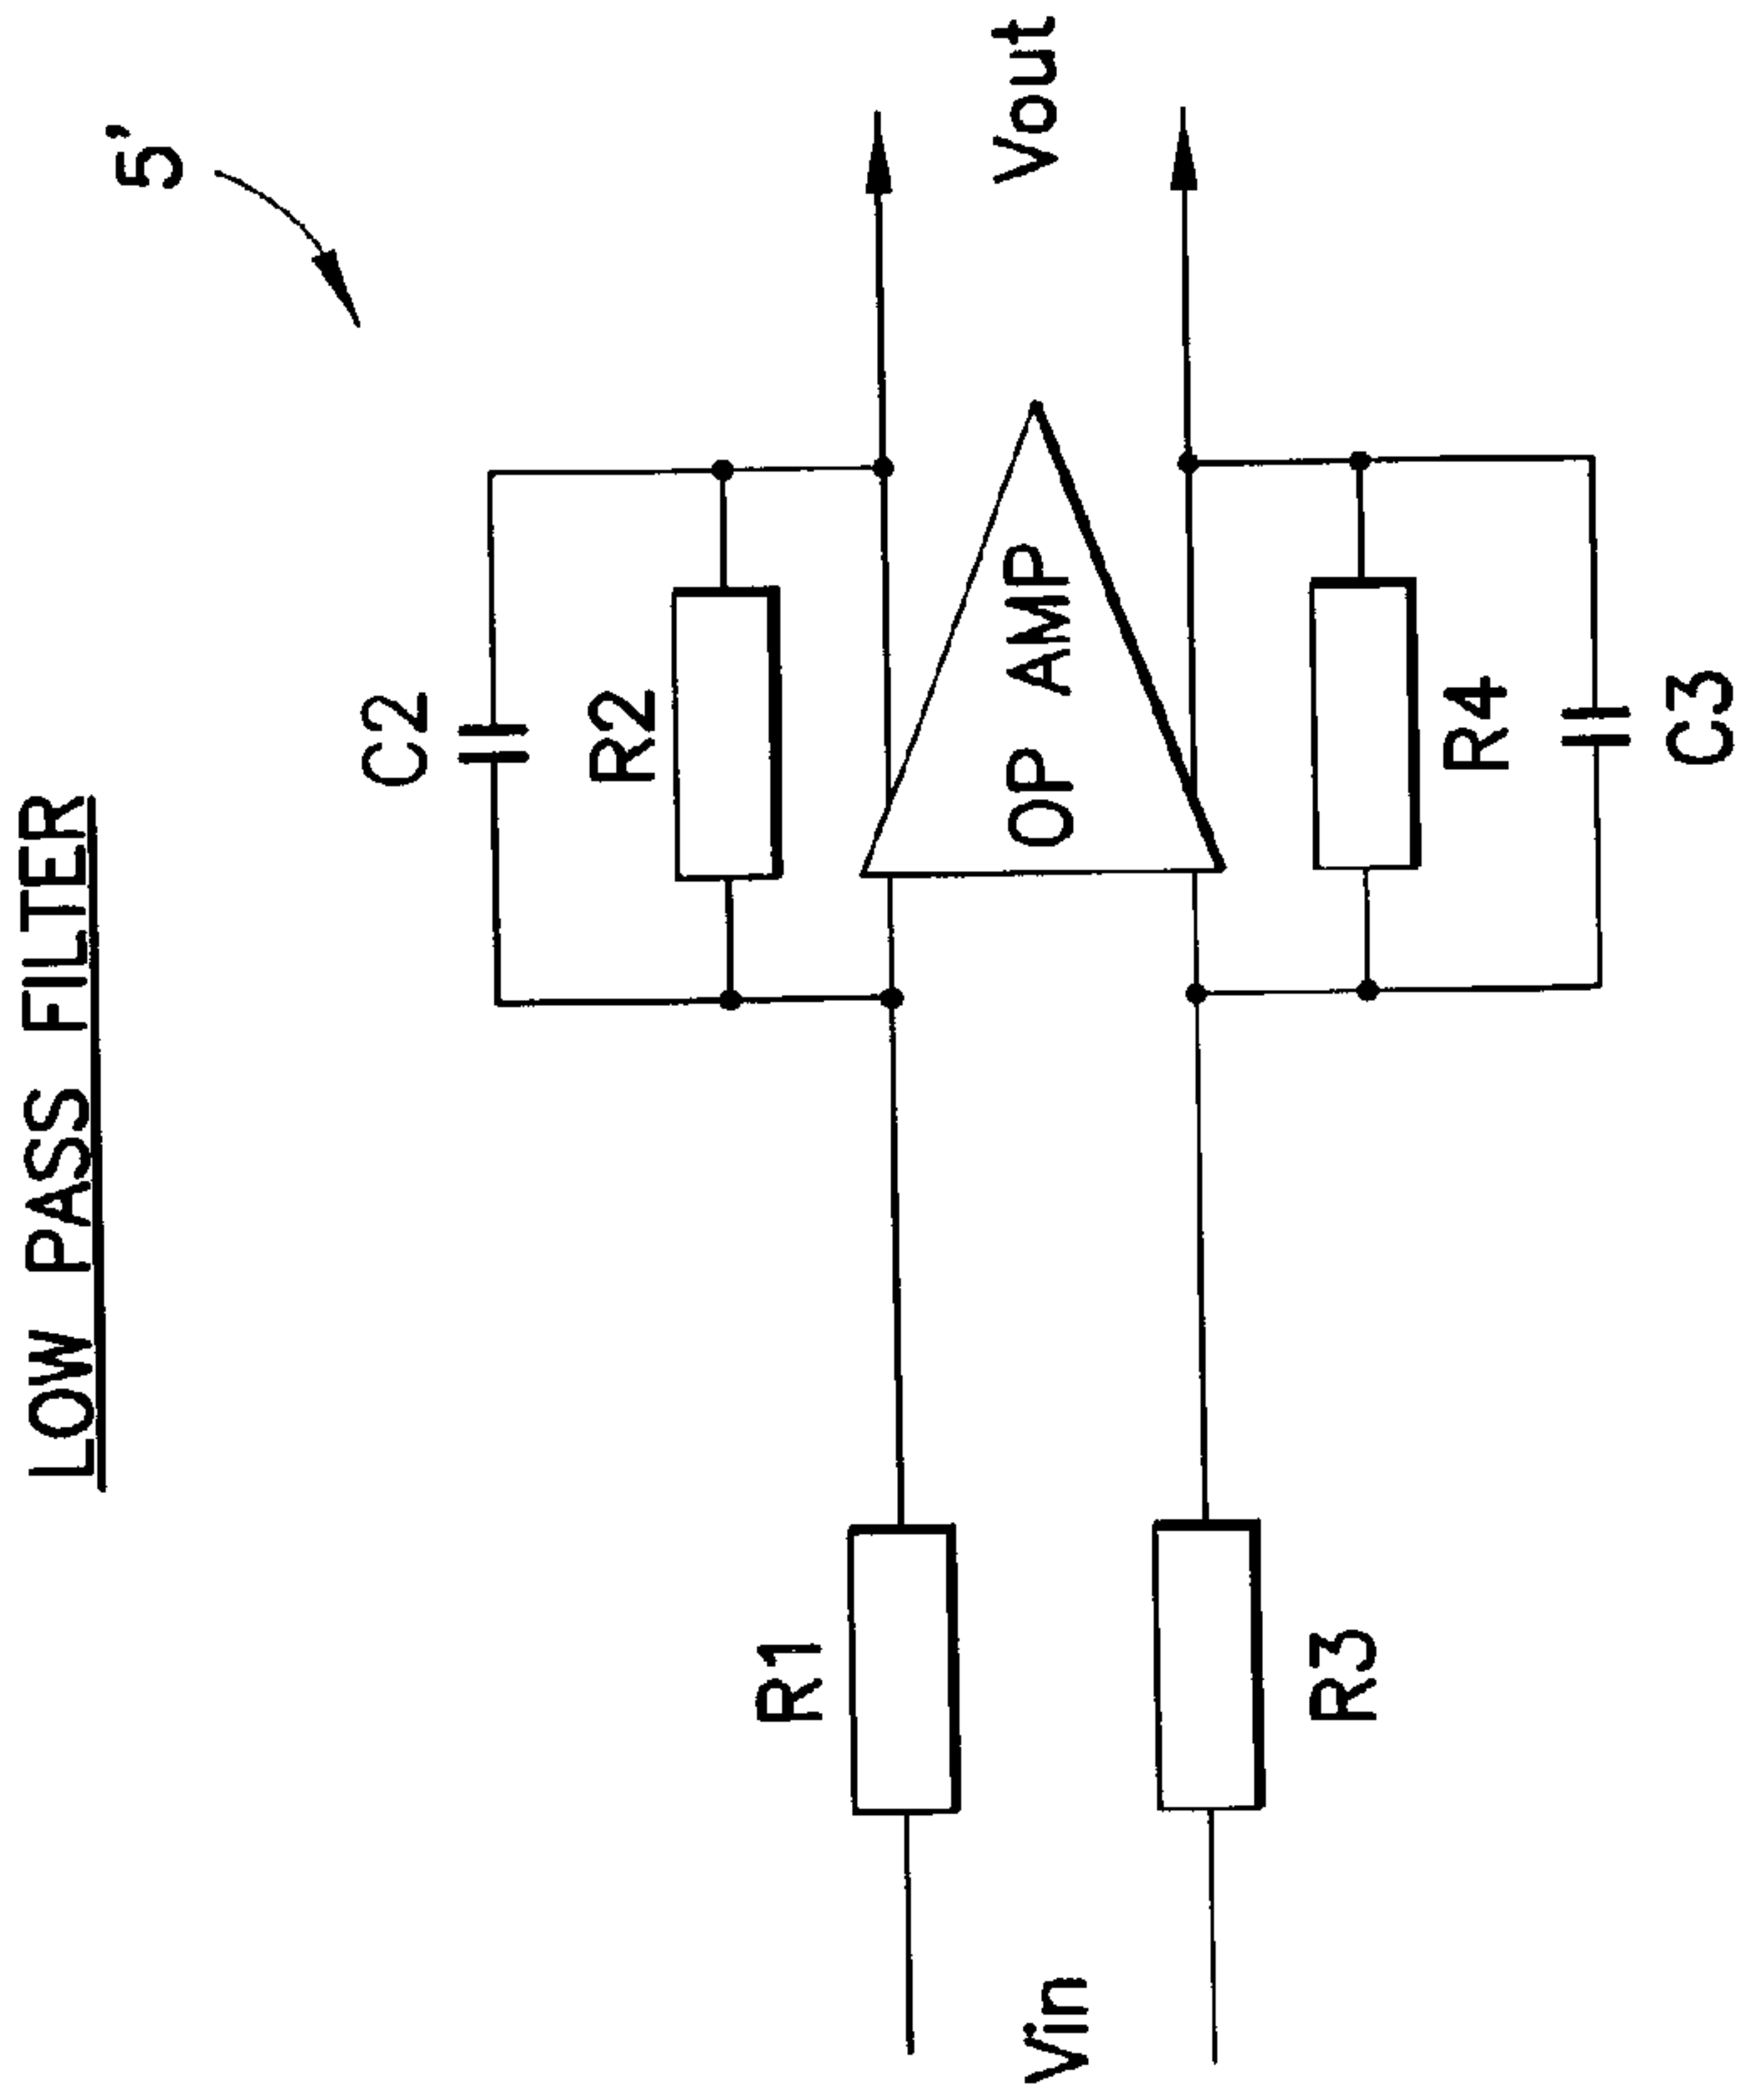 LOW PASS FILTER
5'
C2
R2
R1
OP AMP
Vin
Vout
R3
R4
C3